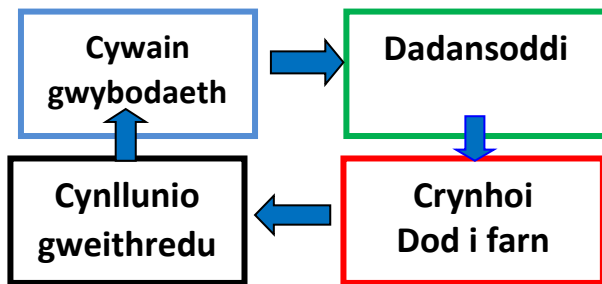 Cywain
gwybodaeth
Dadansoddi
Cynllunio
gweithredu
Crynhoi
Dod i farn